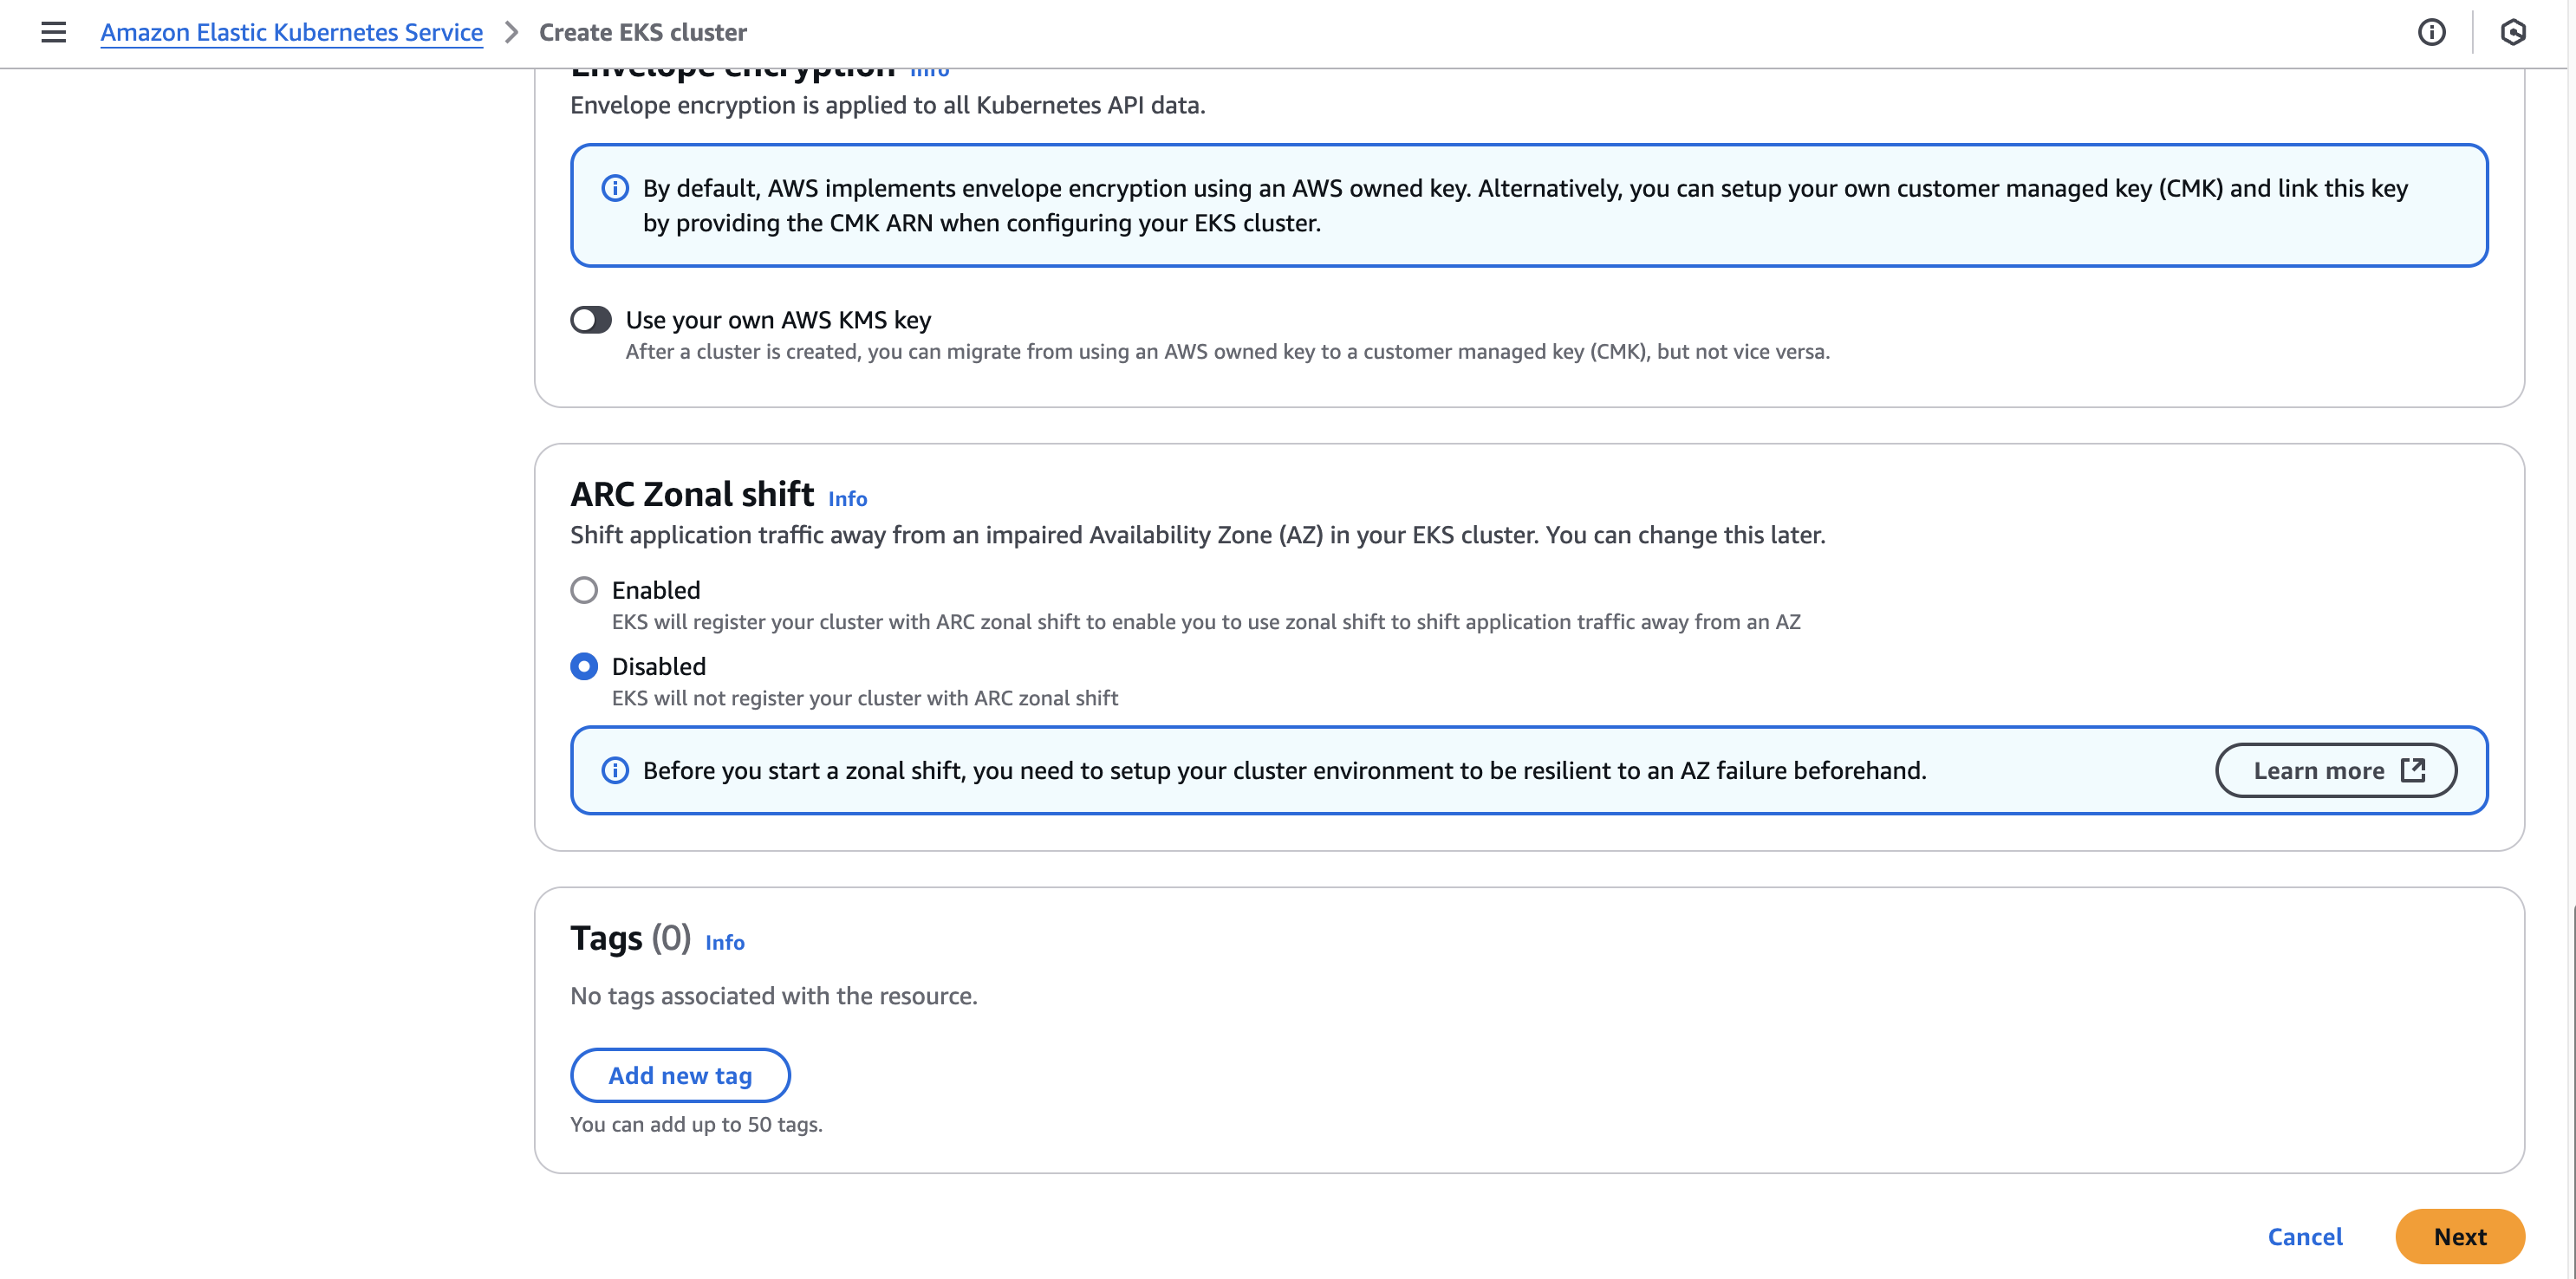 Amazon Elastic Kubernetes Service > Create EKS cluster
Envelope encryption Info
Envelope encryption is applied to all Kubernetes API data.
By default, AWS implements envelope encryption using an AWS owned key. Alternatively, you can setup your own customer managed key (CMK) and link this key
by providing the CMK ARN when configuring your EKS cluster.
Use your own AWS KMS key
After a cluster is created, you can migrate from using an AWS owned key to a customer managed key (CMK), but not vice versa.
ARC Zonal shift Info
Shift application traffic away from an impaired Availability Zone (AZ) in your EKS cluster. You can change this later.
Enabled
EKS will register your cluster with ARC zonal shift to enable you to use zonal shift to shift application traffic away from an AZ
Disabled
EKS will not register your cluster with ARC zonal shift
Before you start a zonal shift, you need to setup your cluster environment to be resilient to an AZ failure beforehand.
Learn more
Tags (0) Info
No tags associated with the resource.
Add new tag
You can add up to 50 tags.
Cancel
Next